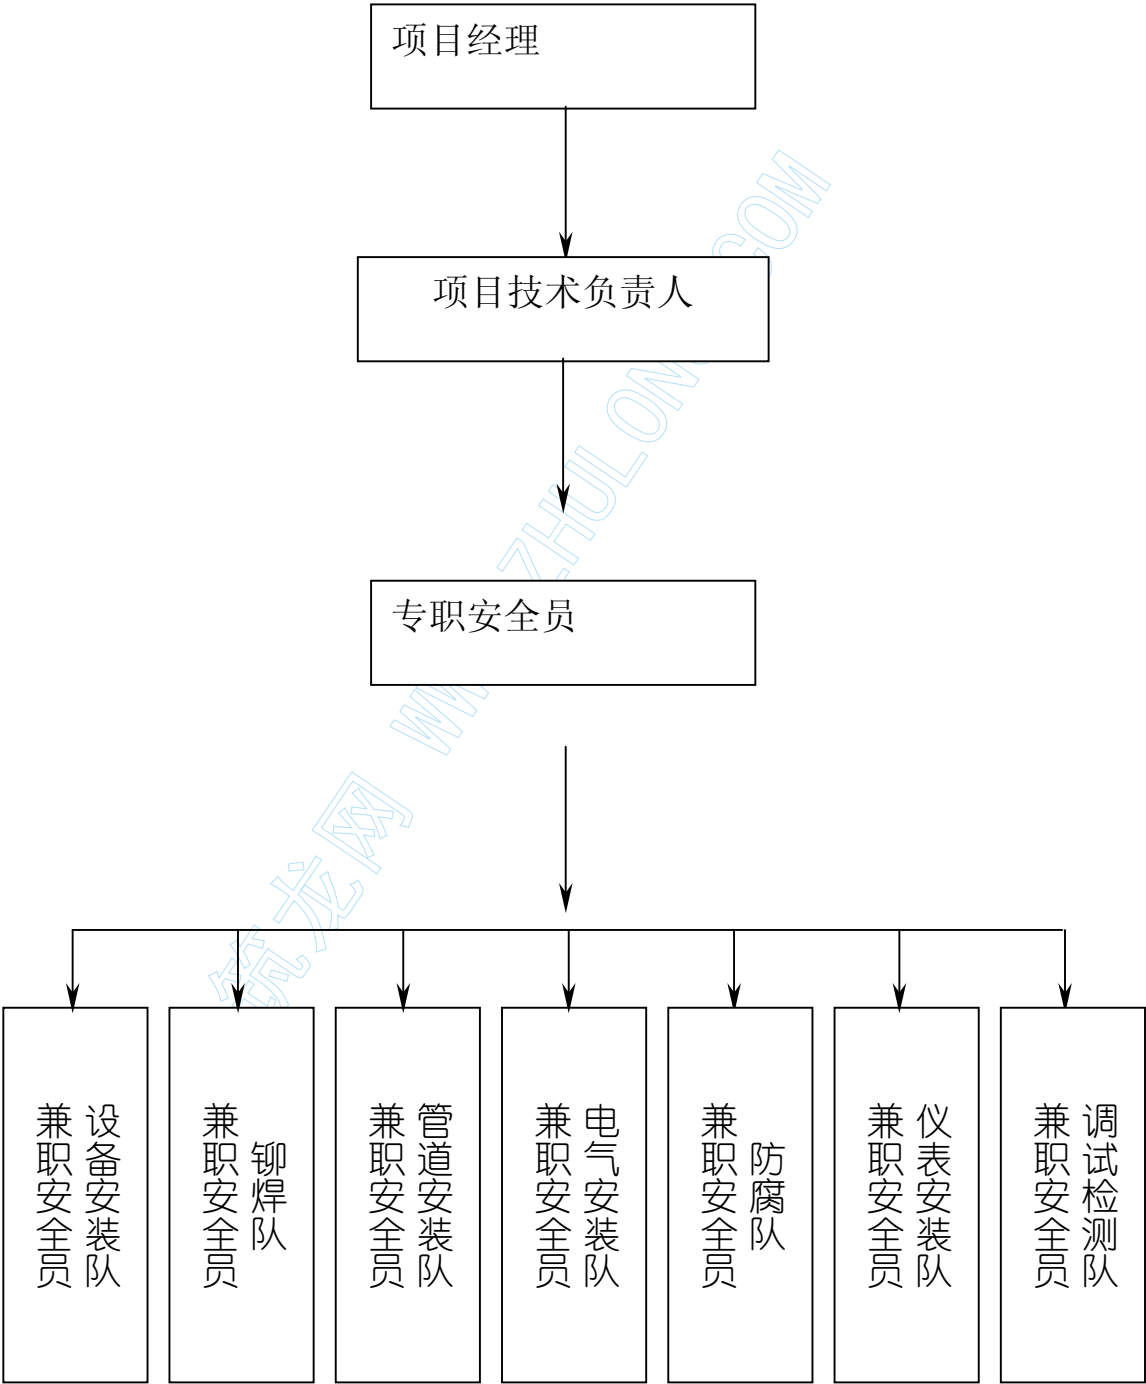 项目经理
项目技术负责人
专职安全员
设备安装队
兼职安全员
铆焊队
兼职安全员
管道安装队
兼职安全员
电气安装队
兼职安全员
防腐队
兼职安全员
仪表安装队
兼职安全员
调试检测队
兼职安全员
筑龙网 WWW.ZHULONG.COM